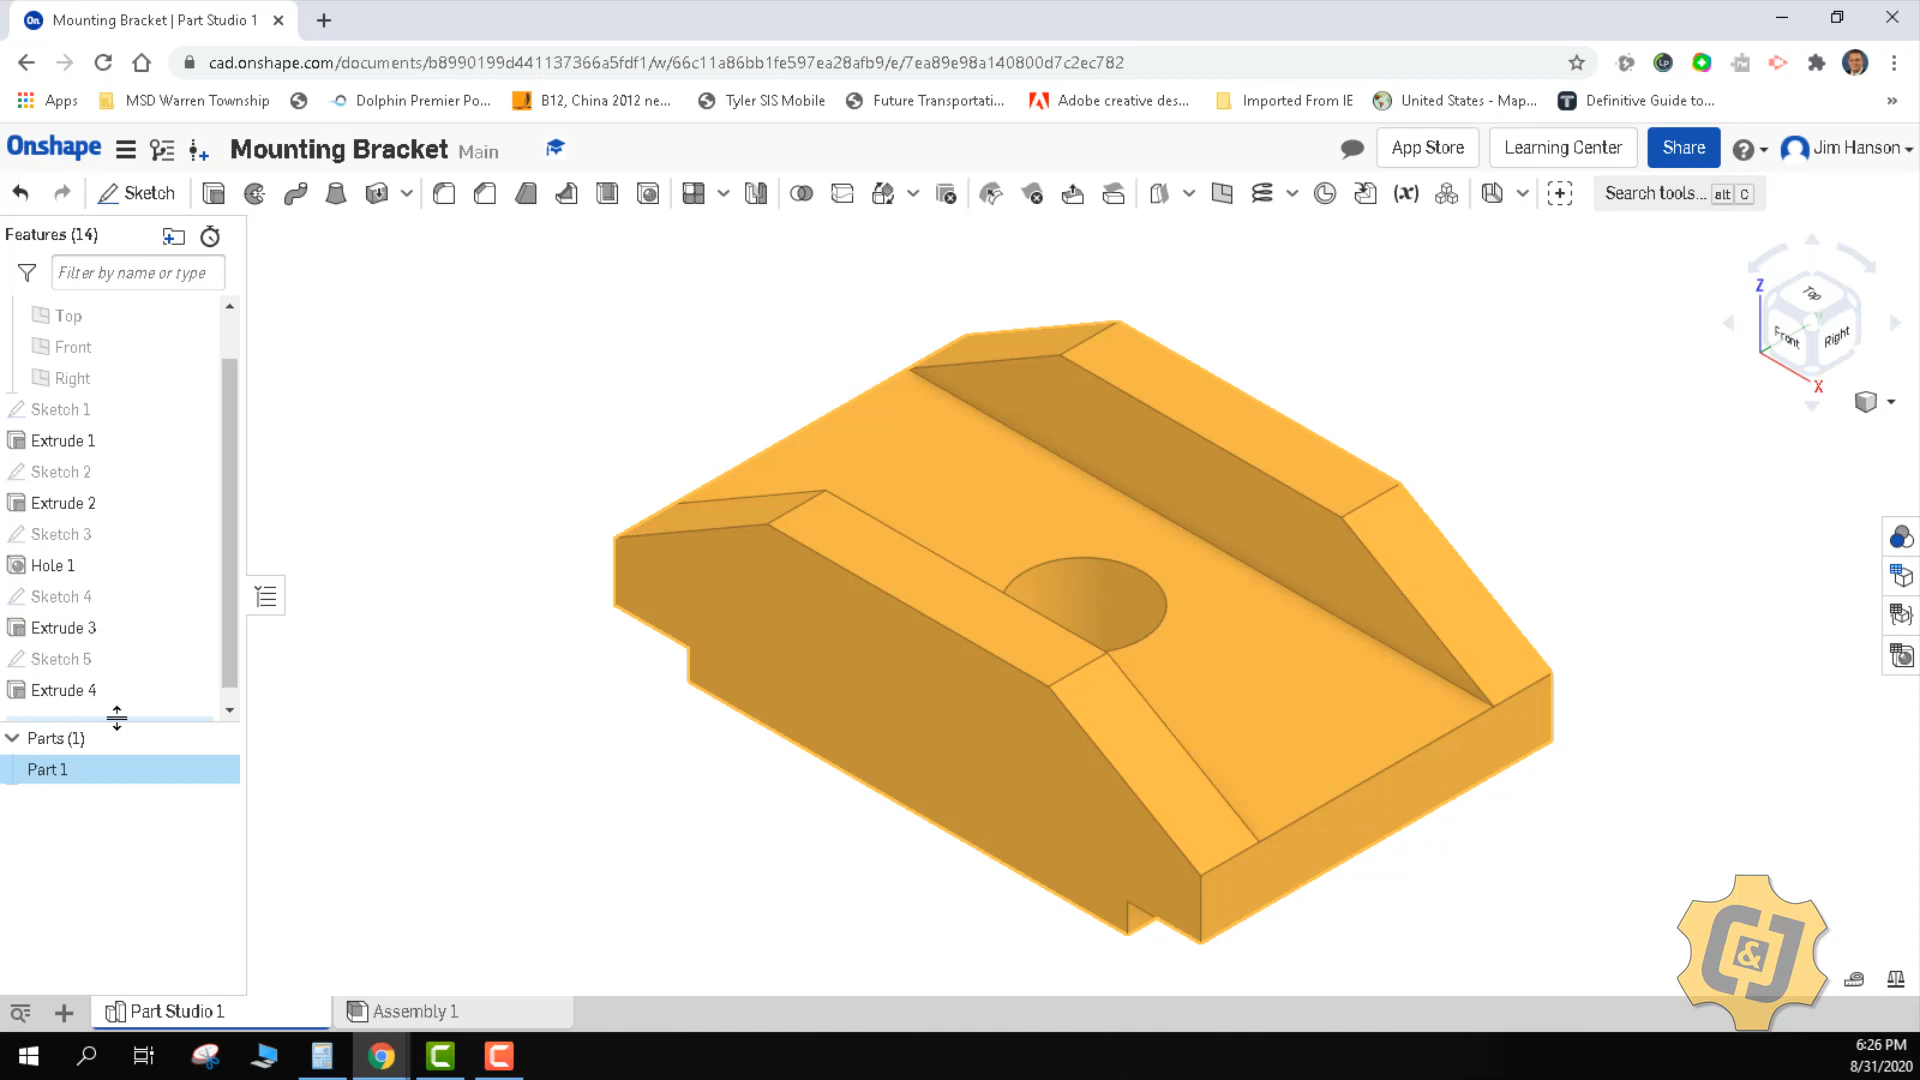 On Mounting Bracket | Part Studio 1
cad.onshape.com/documents/b8990199d441137366a5fdf1/w/66c11a86bb1fe597ea28afb9/e/7ea89e98a140800d7c2ec782
Apps MSD Warren Township Dolphin Premier Po... B12, China 2012 ne... Tyler SIS Mobile Future Transportati... Adobe creative des... Imported From IE United States - Map... Definitive Guide to...
Onshape Mounting Bracket Main App Store Learning Center Share Jim Hanson
Sketch (x) Search tools... alt C
Features (14)
Filter by name or type
Top
Front
Right
Sketch 1
Extrude 1
Sketch 2
Extrude 2
Sketch 3
Hole 1
Sketch 4
Extrude 3
Sketch 5
Extrude 4
Parts (1)
Part 1
Z
Top
Y
Front Right
X
&
Part Studio 1 Assembly 1
6:26 PM
8/31/2020